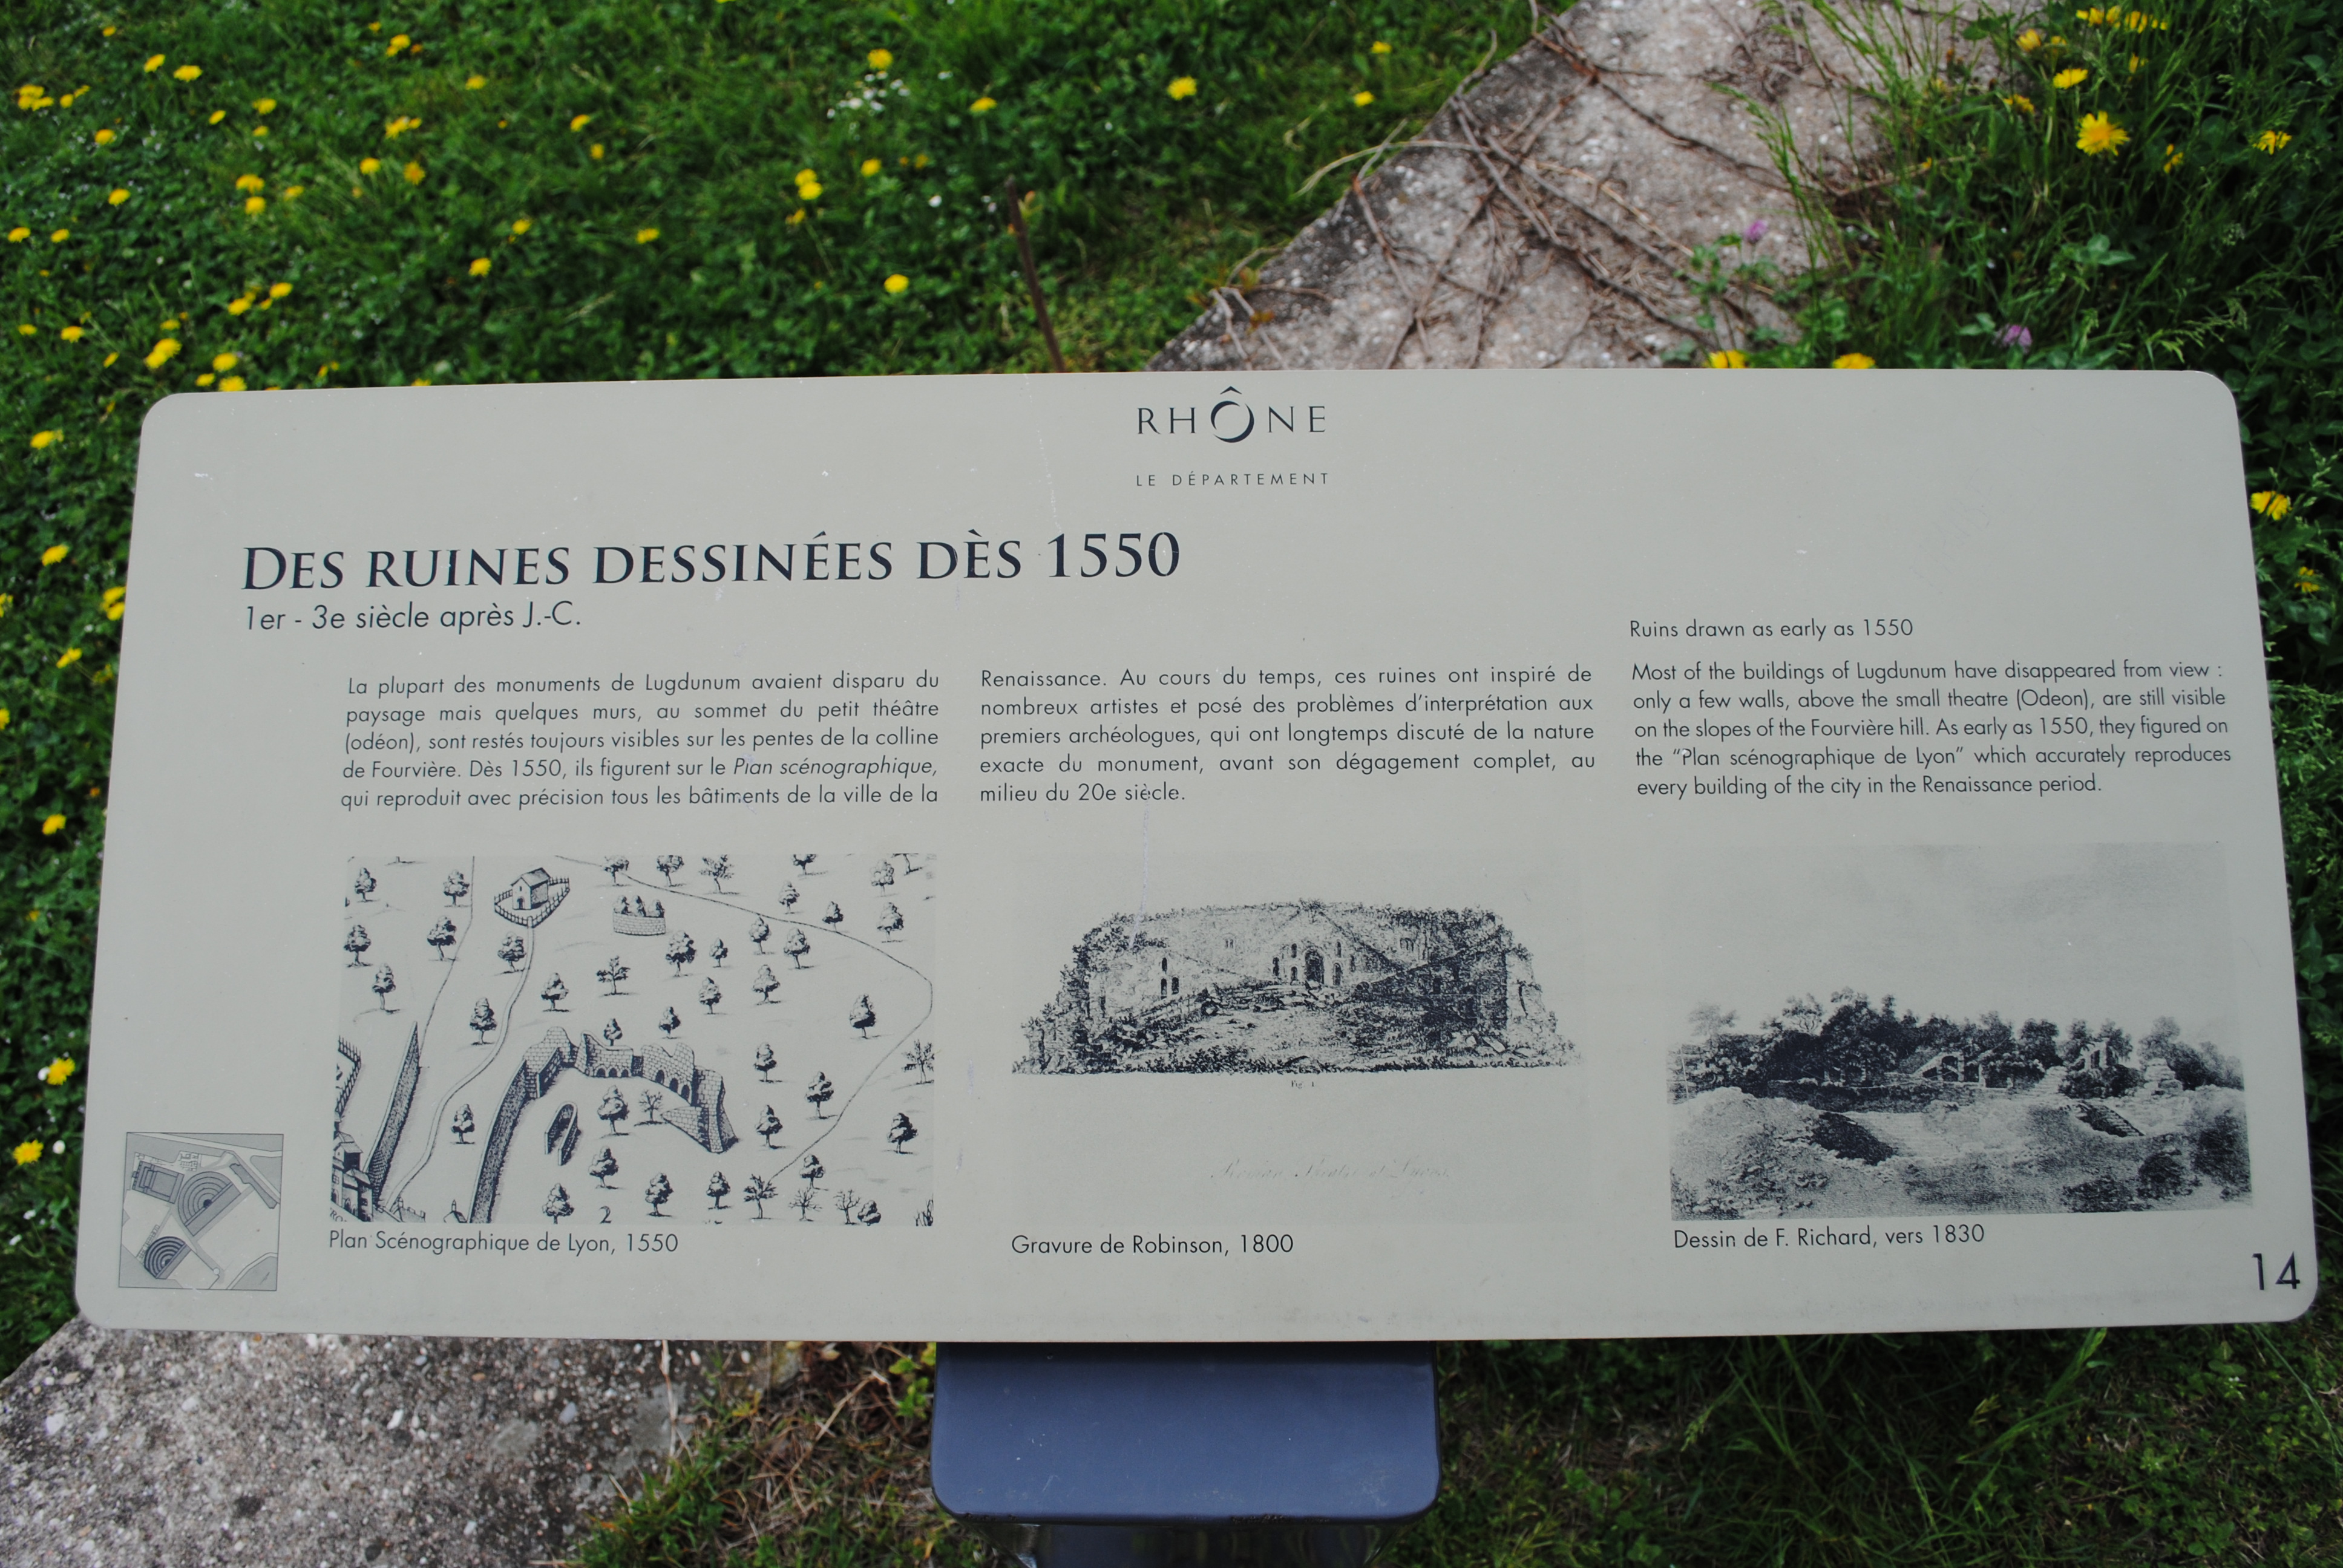 RHÔNE
LE DÉPARTEMENT
DES RUINES DESSINÉES DÈS 1550
1er - 3e siècle après J.-C.
La plupart des monuments de Lugdunum avaient disparu du
paysage mais quelques murs, au sommet du petit théâtre
(odéon), sont restés toujours visibles sur les pentes de la colline
de Fourvière. Dès 1550, ils figurent sur le Plan scénographique,
qui reproduit avec précision tous les bâtiments de la ville de la
Renaissance. Au cours du temps, ces ruines ont inspiré de
nombreux artistes et posé des problèmes d'interprétation aux
premiers archéologues, qui ont longtemps discuté de la nature
exacte du monument, avant son dégagement complet, au
milieu du 20e siècle.
Ruins drawn as early as 1550
Most of the buildings of Lugdunum have disappeared from view :
only a few walls, above the small theatre (Odeon), are still visible
on the slopes of the Fourvière hill. As early as 1550, they figured on
the "Plan scénographique de Lyon" which accurately reproduces
every building of the city in the Renaissance period.
2
Plan Scénographique de Lyon, 1550
Gravure de Robinson, 1800
Dessin de F. Richard, vers 1830
14